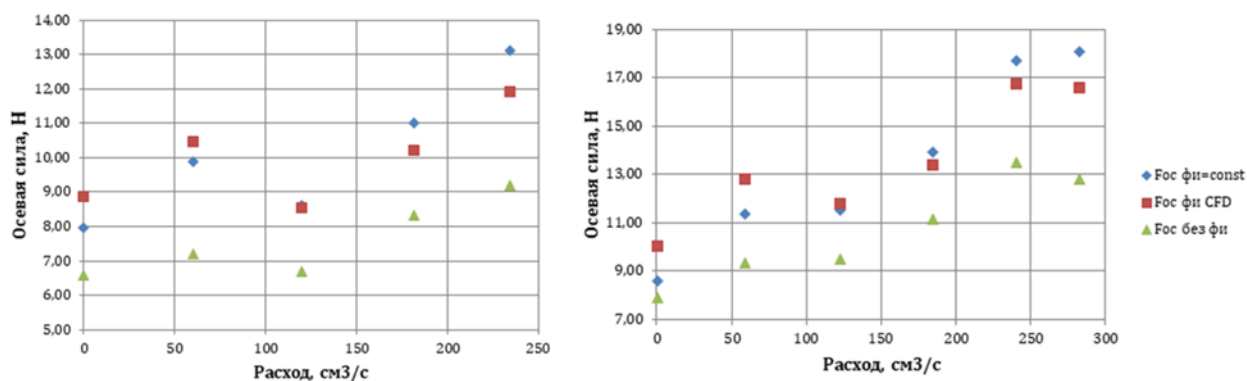 14,00
13,00
12,00
11,00
10,00
9,00
8,00
7,00
6,00
5,00
Осевая сила, Н
0 50 100 150 200 250
Расход, см3/с
19,00
17,00
15,00
13,00
11,00
9,00
7,00
Осевая сила, Н
0 50 100 150 200 250 300
Расход, см3/с
Foc фи=const
Foc фи CFD
Foc без фи